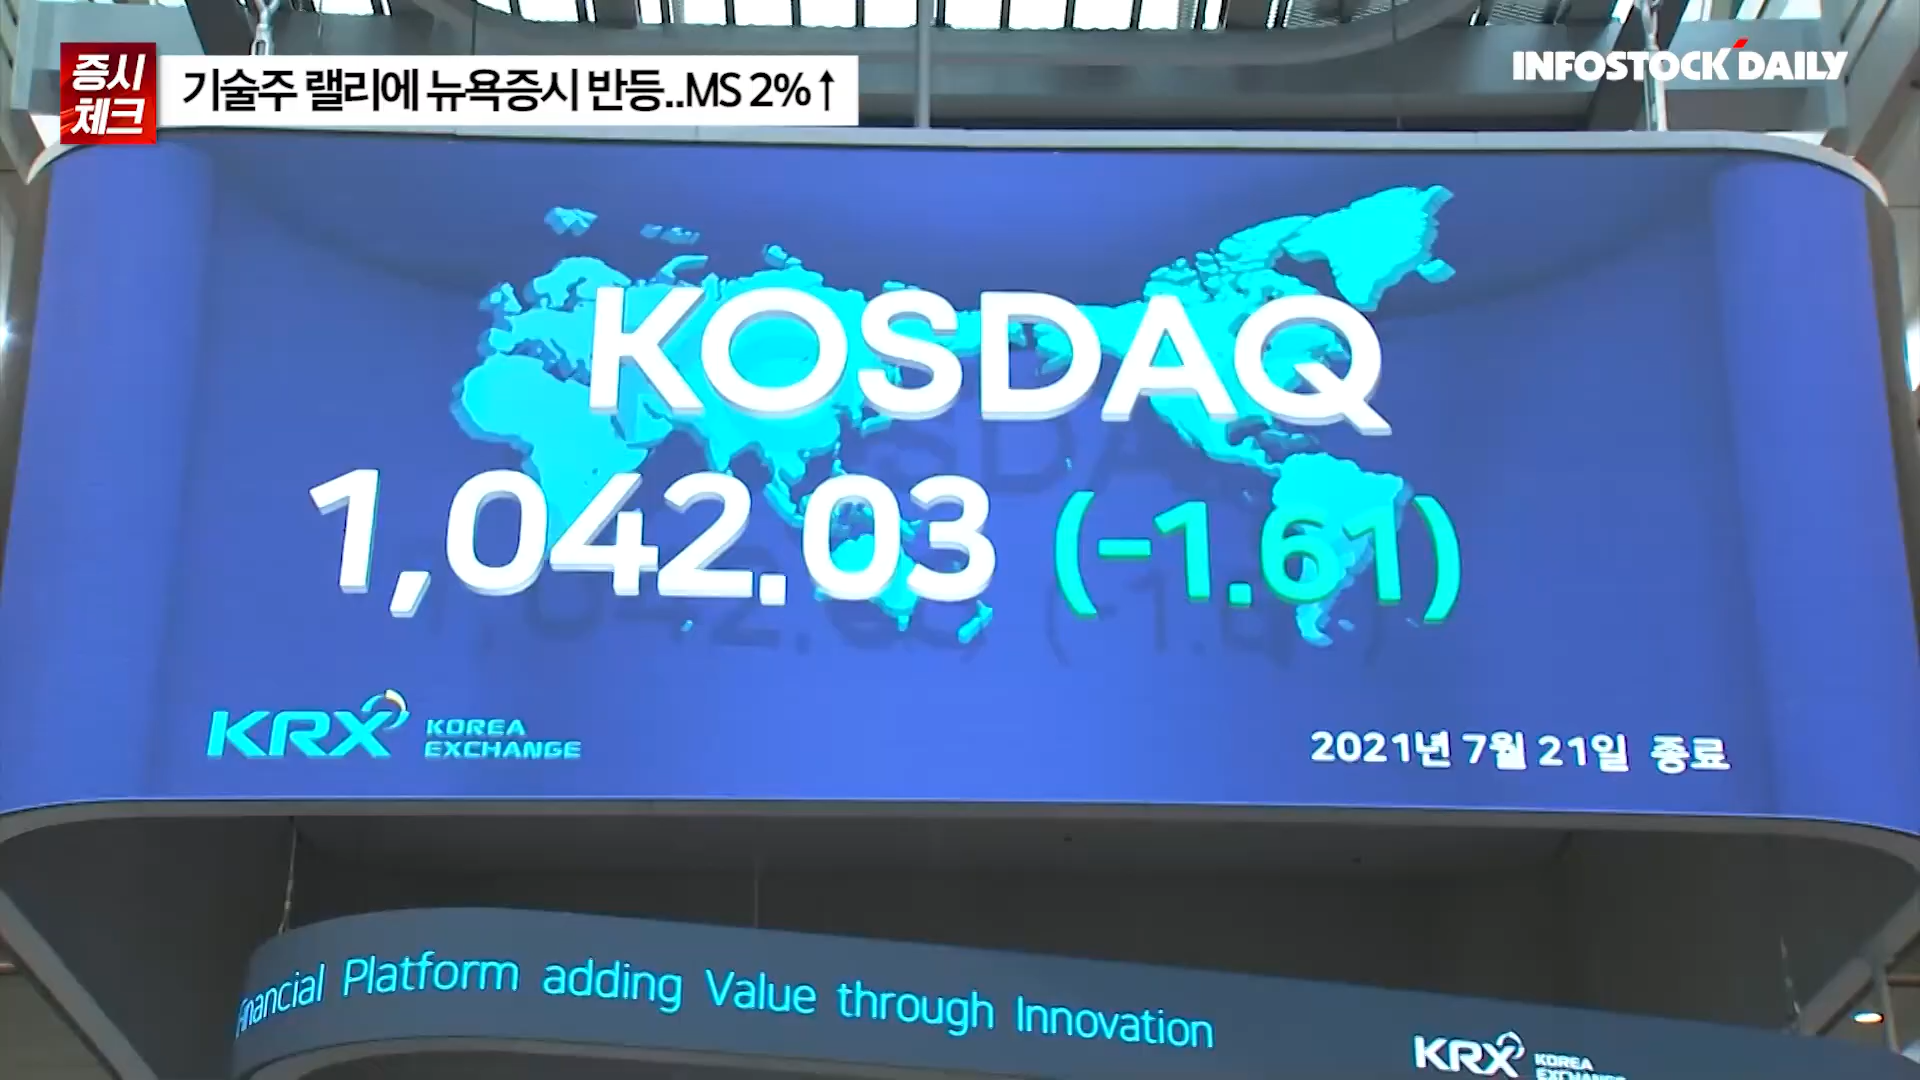 증시
체크
기술주 랠리에 뉴욕증시 반등..MS 2%↑
INFOSTOCK DAILY
KOSDAQ
1,042.03 (-1.61)
KRX KOREA
EXCHANGE
2021년 7월 21일 종료
Financial Platform adding Value through Innovation
KRX KOREA
EXCHANGE